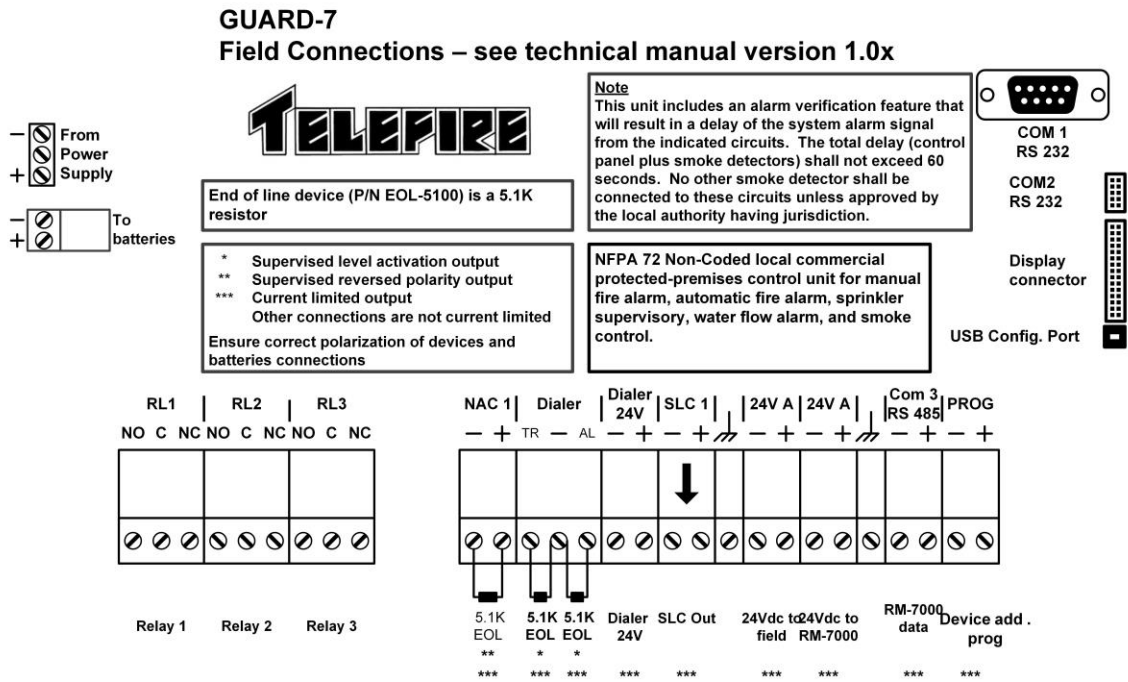 GUARD-7
Field Connections – see technical manual version 1.0x
– From
Power
+ Supply
– To
+ batteries
TELEFIRE
End of line device (P/N EOL-5100) is a 5.1K
resistor
* Supervised level activation output
** Supervised reversed polarity output
*** Current limited output
Other connections are not current limited
Ensure correct polarization of devices and
batteries connections
Note
This unit includes an alarm verification feature that
will result in a delay of the system alarm signal
from the indicated circuits. The total delay (control
panel plus smoke detectors) shall not exceed 60
seconds. No other smoke detector shall be
connected to these circuits unless approved by
the local authority having jurisdiction.
NFPA 72 Non-Coded local commercial
protected-premises control unit for manual
fire alarm, automatic fire alarm, sprinkler
supervisory, water flow alarm, and smoke
control.
COM 1
RS 232
COM2
RS 232
Display
connector
USB Config. Port
RL1 RL2 RL3
NO C NC NO C NC NO C NC
NAC 1 Dialer Dialer 24V SLC 1 24V A 24V A Com 3 RS 485 PROG
– + TR – AL – + – + – + – + – + – +
Relay 1 Relay 2 Relay 3
5.1K EOL 5.1K EOL 5.1K EOL Dialer 24V SLC Out 24Vdc to field 24Vdc to RM-7000 RM-7000 data Device add . prog
** * *
*** *** *** *** *** *** *** *** ***